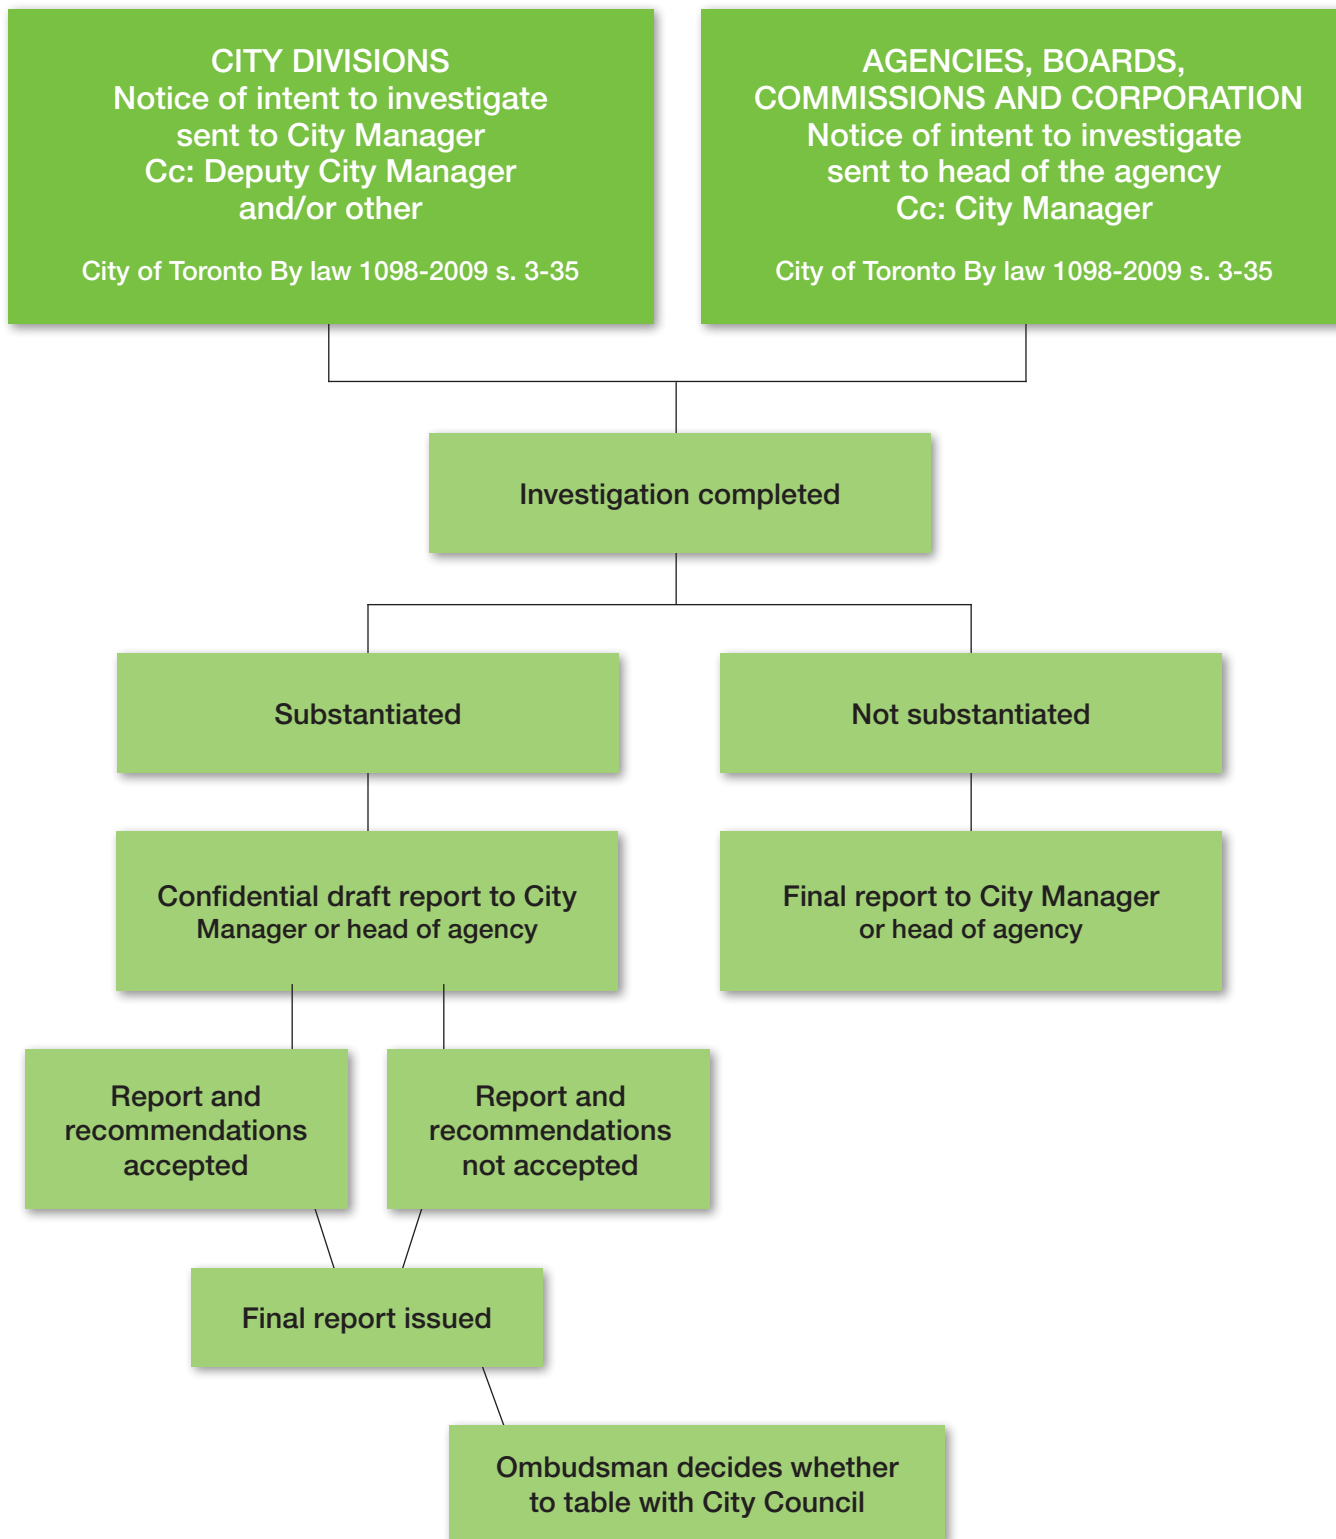 CITY DIVISIONS
Notice of intent to investigate
sent to City Manager
Cc: Deputy City Manager
and/or other
City of Toronto By law 1098-2009 s. 3-35
AGENCIES, BOARDS,
COMMISSIONS AND CORPORATION
Notice of intent to investigate
sent to head of the agency
Cc: City Manager
City of Toronto By law 1098-2009 s. 3-35
Investigation completed
Substantiated
Not substantiated
Confidential draft report to City
Manager or head of agency
Final report to City Manager
or head of agency
Report and
recommendations
accepted
Report and
recommendations
not accepted
Final report issued
Ombudsman decides whether
to table with City Council